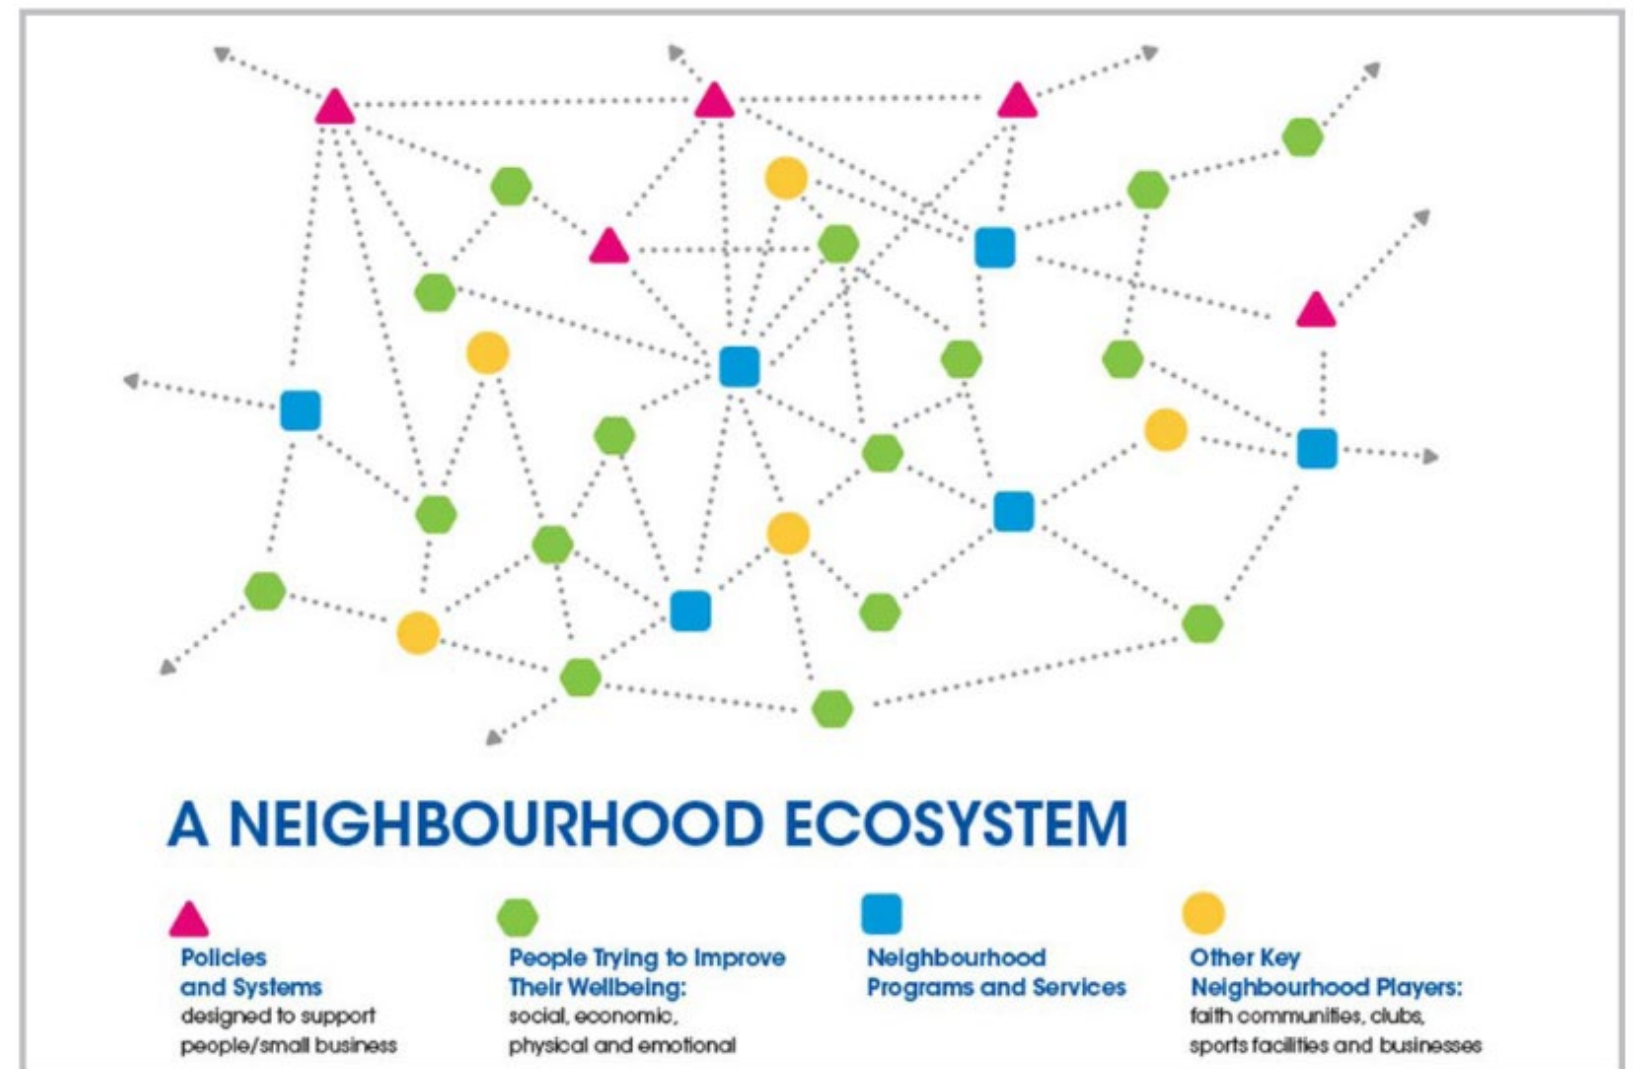 A NEIGHBOURHOOD ECOSYSTEM
Policies
and Systems
designed to support
people/small business
People Trying to Improve
Their Wellbeing:
social, economic,
physical and emotional
Neighbourhood
Programs and Services
Other Key
Neighbourhood Players:
faith communities, clubs,
sports facilities and businesses